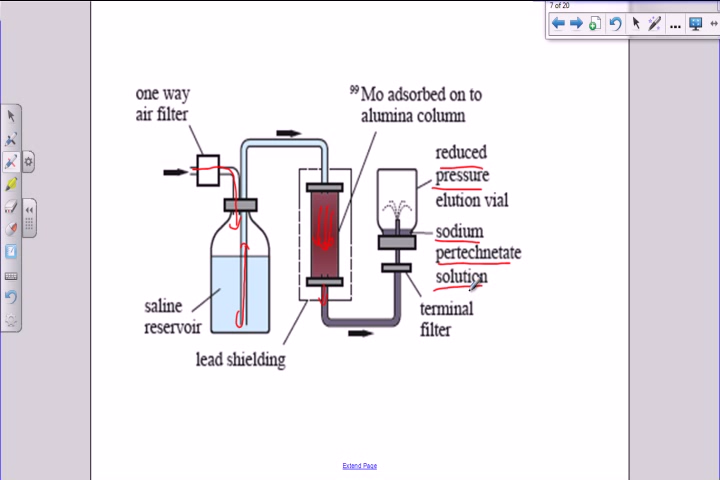 7 of 20
one way
air filter
⁹⁹Mo adsorbed on to
alumina column
reduced
pressure
elution vial
sodium
pertechnetate
solution
saline
reservoir
terminal
filter
lead shielding
Extend Page